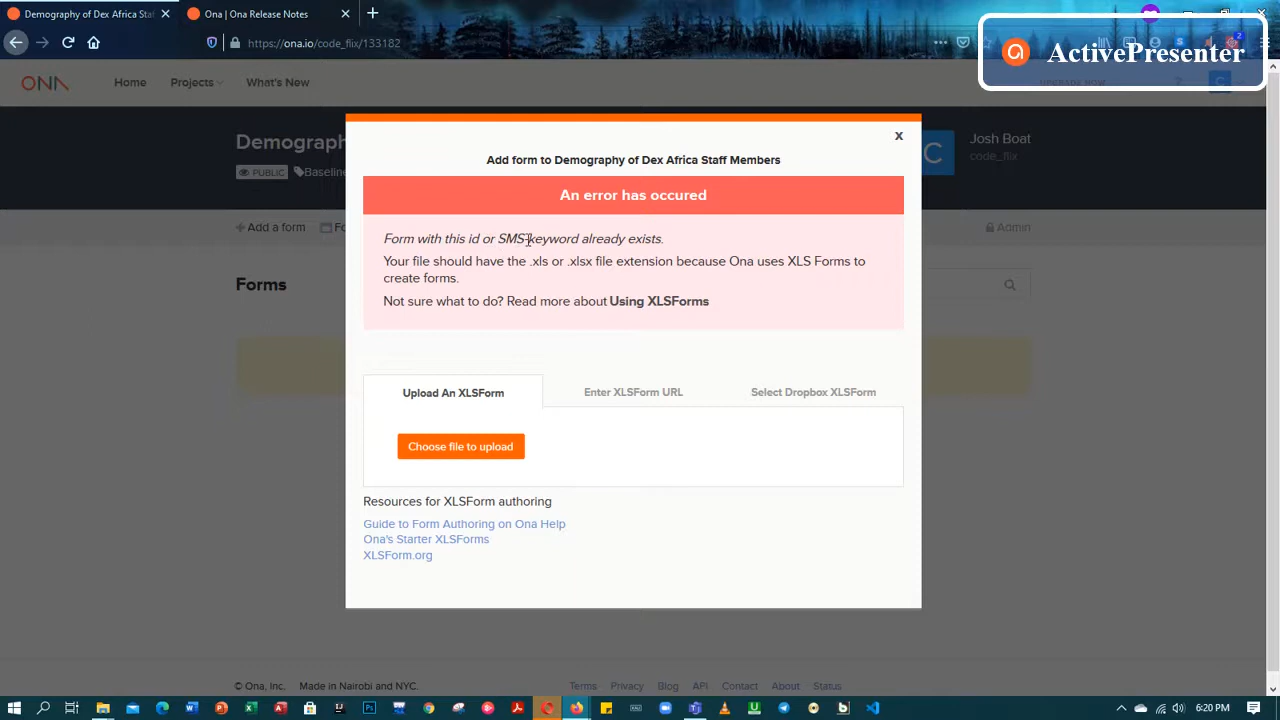 Demography of Dex Africa Staf
Ona | Ona Release Notes
https://ona.io/code_flix/133182
ActivePresenter
ONA
Home
Projects
What's New
UPGRADE NOW
?
C
Demograph
PUBLIC
Baseline
C
Josh Boat
code_flix
X
Add form to Demography of Dex Africa Staff Members
An error has occured
Form with this id or SMS keyword already exists.
Your file should have the .xls or .xlsx file extension because Ona uses XLS Forms to
create forms.
Not sure what to do? Read more about Using XLSForms
+ Add a form
Fo
Admin
Forms
Upload An XLSForm
Enter XLSForm URL
Select Dropbox XLSForm
Choose file to upload
Resources for XLSForm authoring
Guide to Form Authoring on Ona Help
Ona's Starter XLSForms
XLSForm.org
© Ona, Inc.
Made in Nairobi and NYC.
Terms
Privacy
Blog
API
Contact
About
Status
6:20 PM